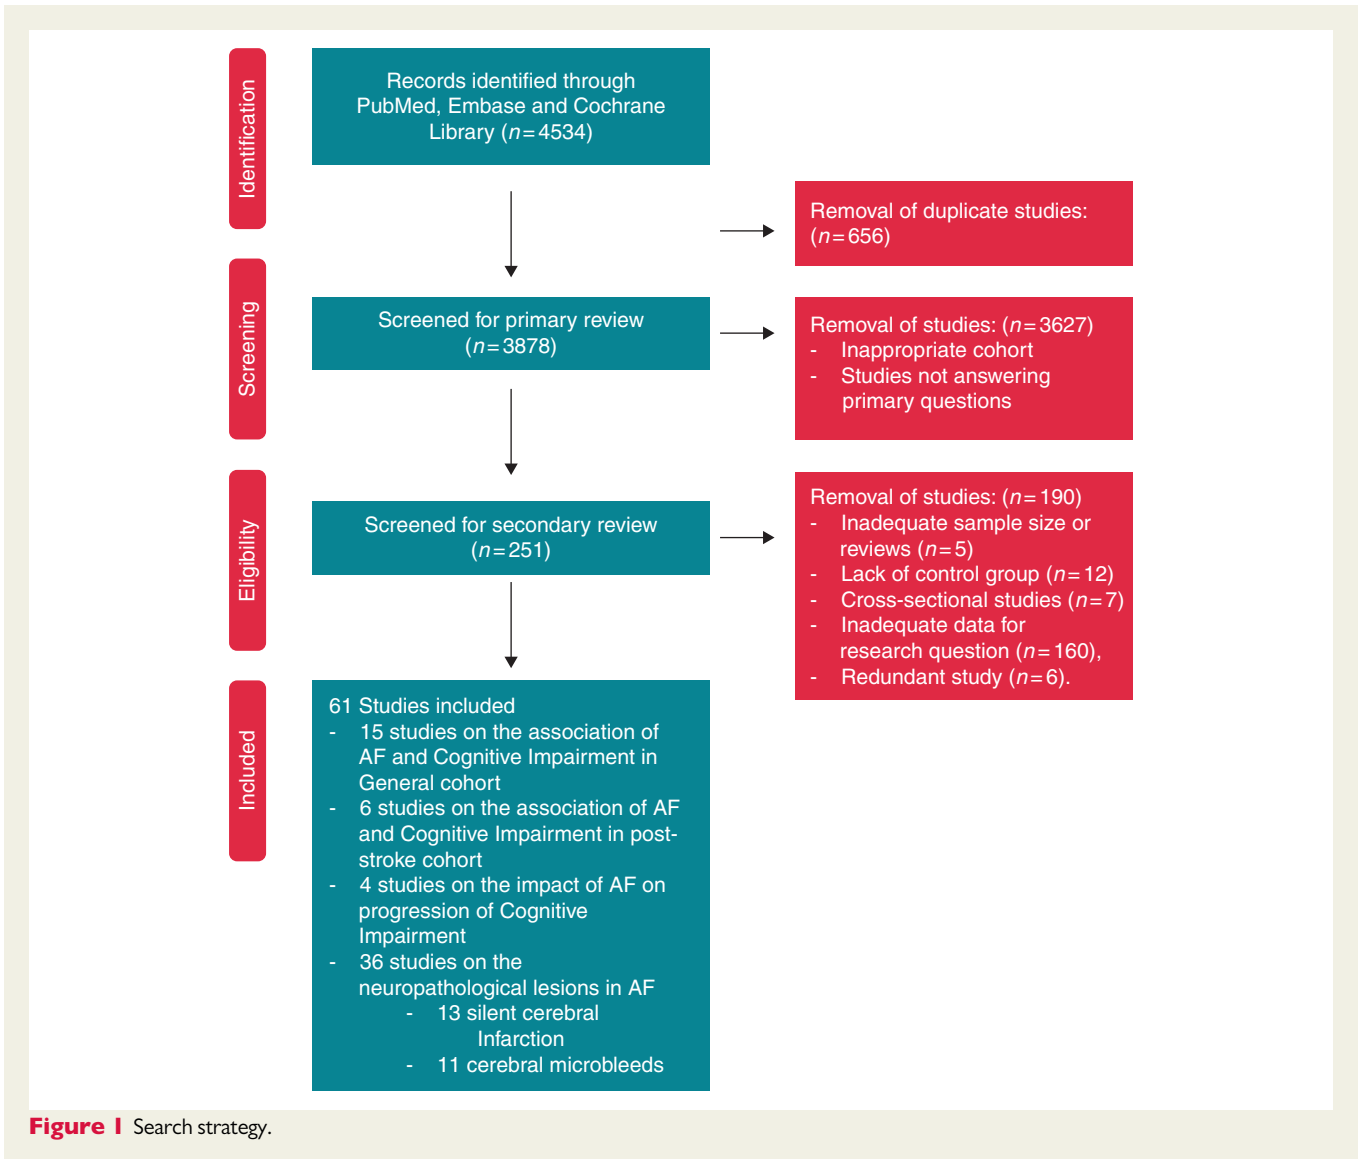 Identification
Records identified through
PubMed, Embase and Cochrane
Library (n=4534)
Removal of duplicate studies:
(n=656)
Screening
Screened for primary review
(n=3878)
Removal of studies: (n=3627)
- Inappropriate cohort
- Studies not answering
primary questions
Eligibility
Screened for secondary review
(n=251)
Removal of studies: (n=190)
- Inadequate sample size or
reviews (n=5)
- Lack of control group (n=12)
- Cross-sectional studies (n=7)
- Inadequate data for
research question (n=160),
- Redundant study (n=6).
Included
61 Studies included
- 15 studies on the association of
AF and Cognitive Impairment in
General cohort
- 6 studies on the association of AF
and Cognitive Impairment in post-
stroke cohort
- 4 studies on the impact of AF on
progression of Cognitive
Impairment
- 36 studies on the
neuropathological lesions in AF
- 13 silent cerebral
Infarction
- 11 cerebral microbleeds
Figure 1 Search strategy.